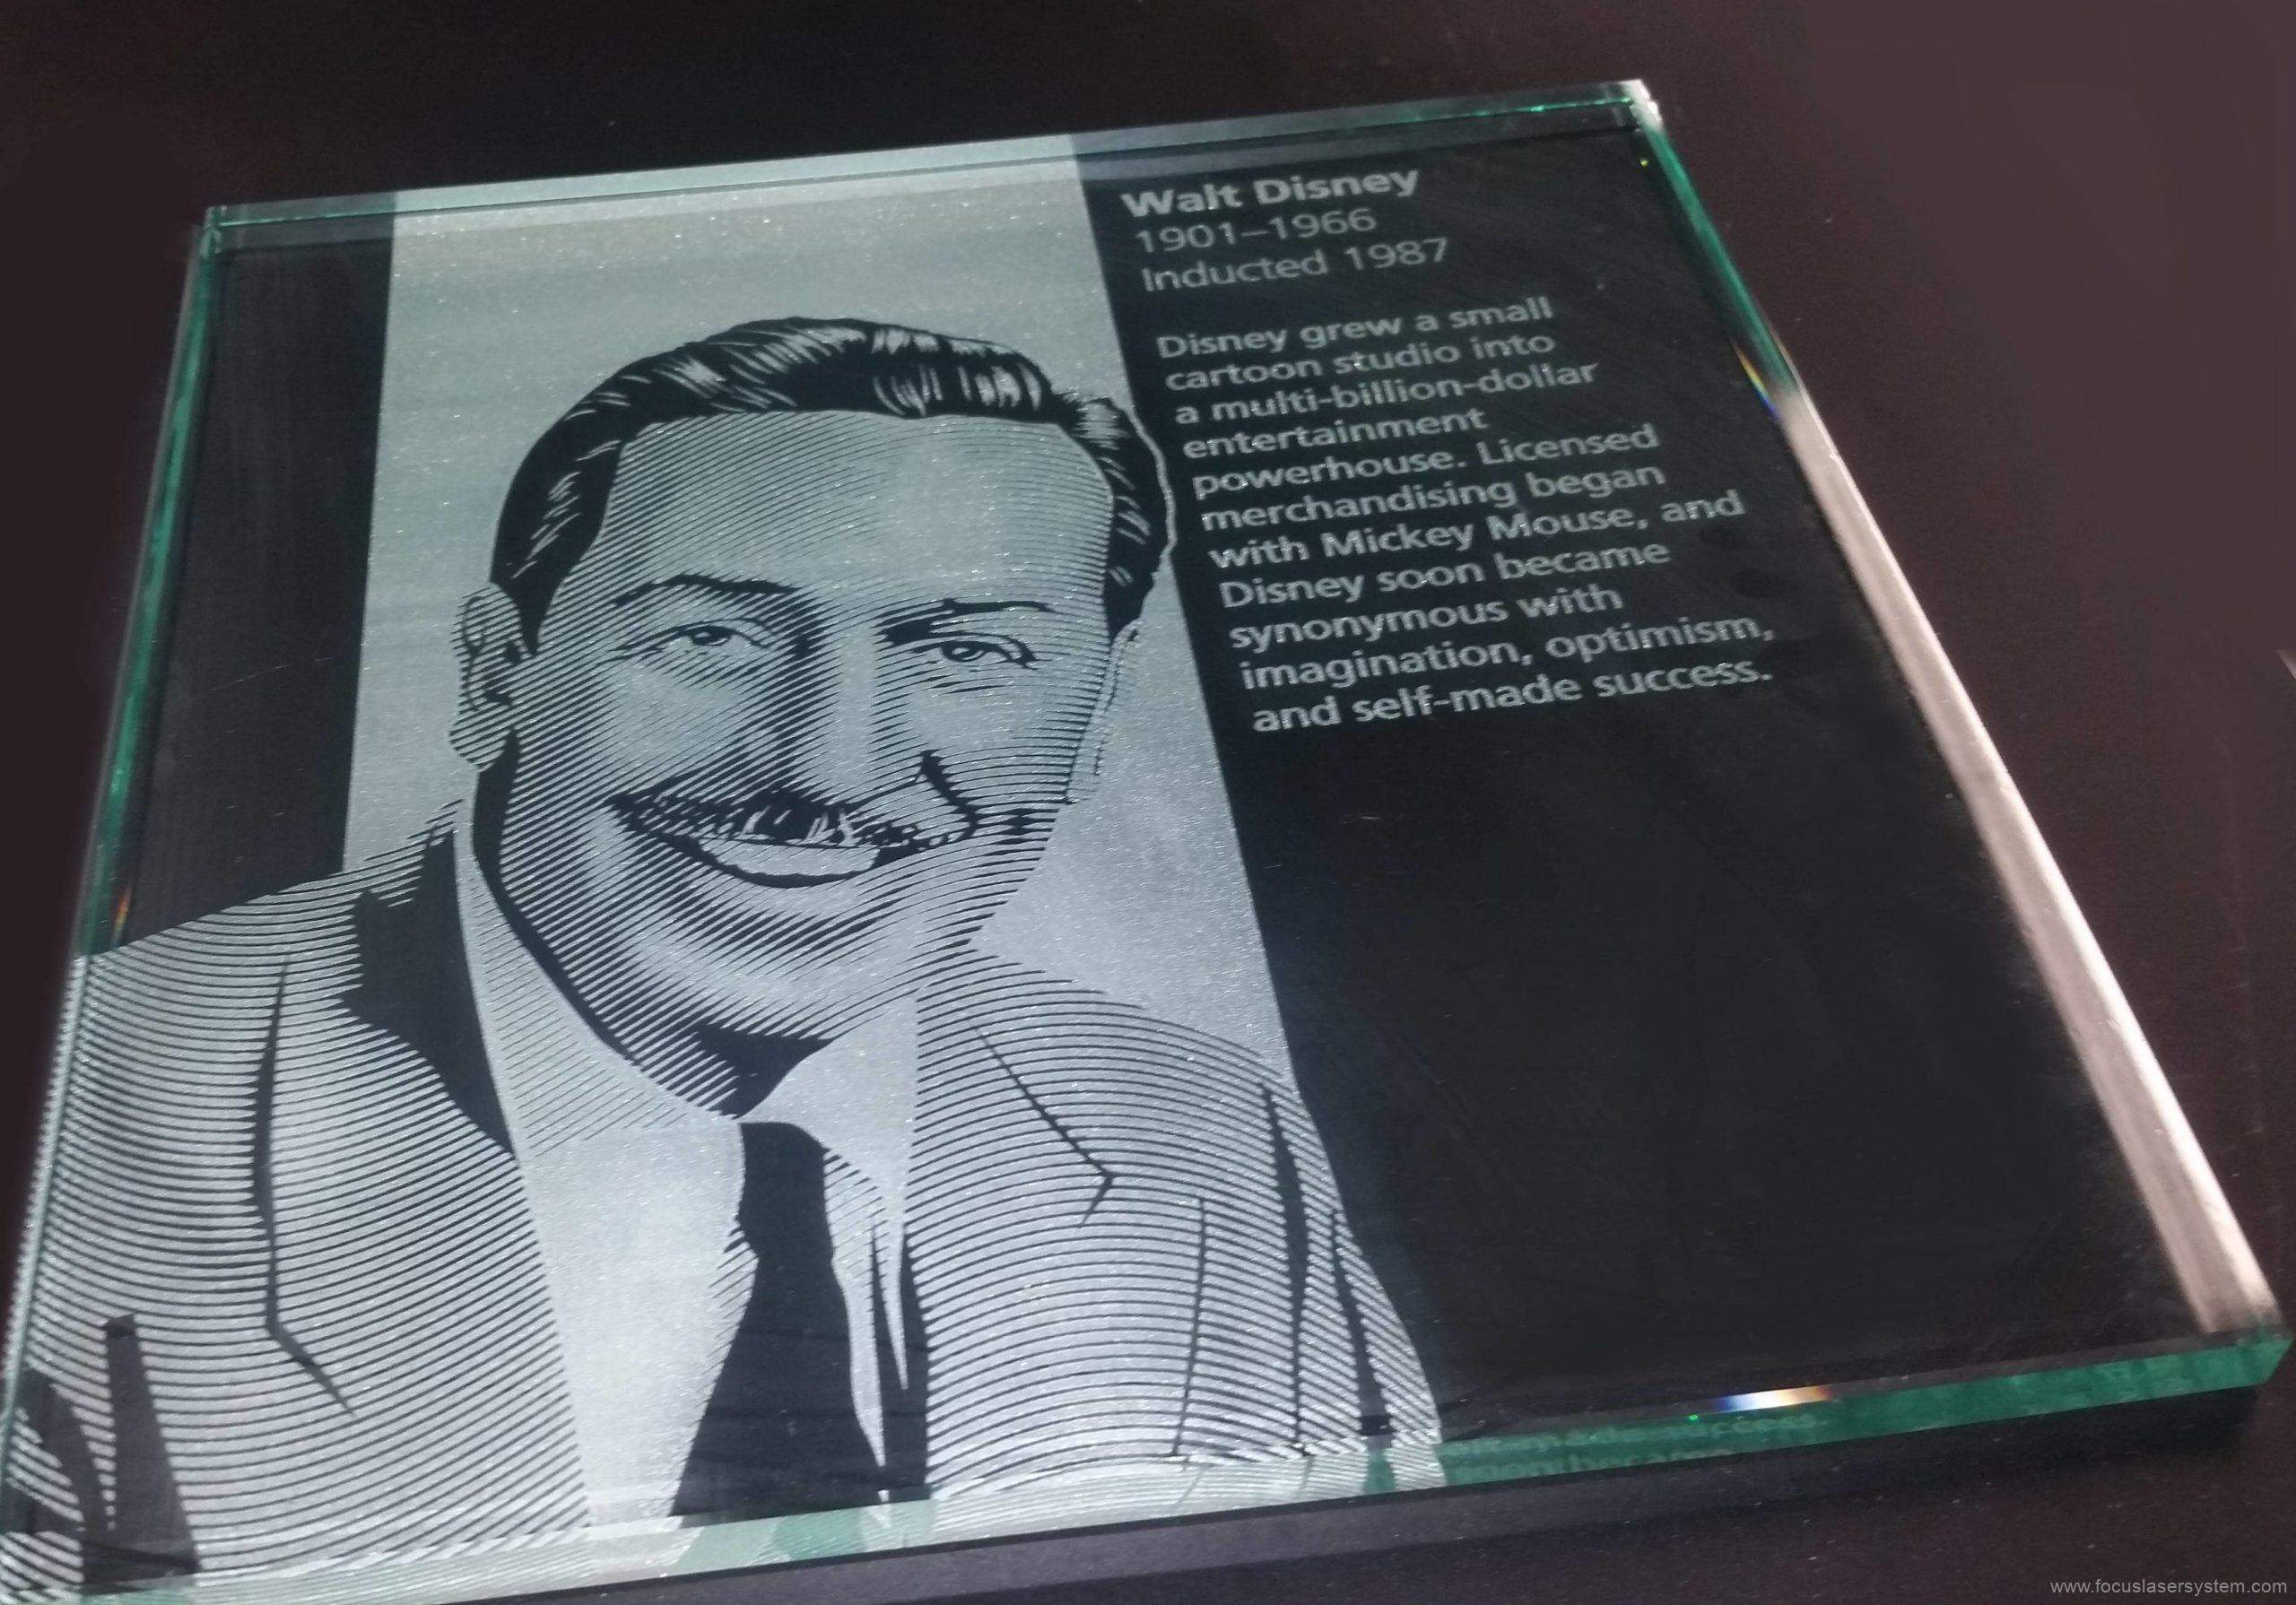 Walt Disney
1901–1966
Inducted 1987
Disney grew a small
cartoon studio into
a multi-billion-dollar
entertainment
powerhouse. Licensed
merchandising began
with Mickey Mouse, and
Disney soon became
synonymous with
imagination, optimism,
and self-made success.
www.focuslasersystem.com